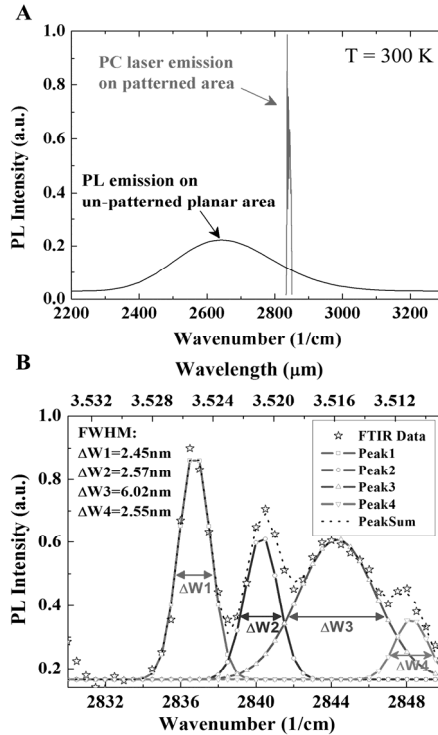 A
1.0
0.8
0.6
0.4
0.2
0.0
PL Intensity (a.u.)
T = 300 K
PC laser emission
on patterned area
PL emission on
un-patterned planar area
2200 2400 2600 2800 3000 3200
Wavenumber (1/cm)
B
Wavelength (μm)
3.532 3.528 3.524 3.520 3.516 3.512
1.0
0.8
0.6
0.4
0.2
PL Intensity (a.u.)
FWHM:
ΔW1=2.45nm
ΔW2=2.57nm
ΔW3=6.02nm
ΔW4=2.55nm
FTIR Data
Peak1
Peak2
Peak3
Peak4
PeakSum
ΔW1
ΔW2
ΔW3
ΔW4
2832 2836 2840 2844 2848
Wavenumber (1/cm)